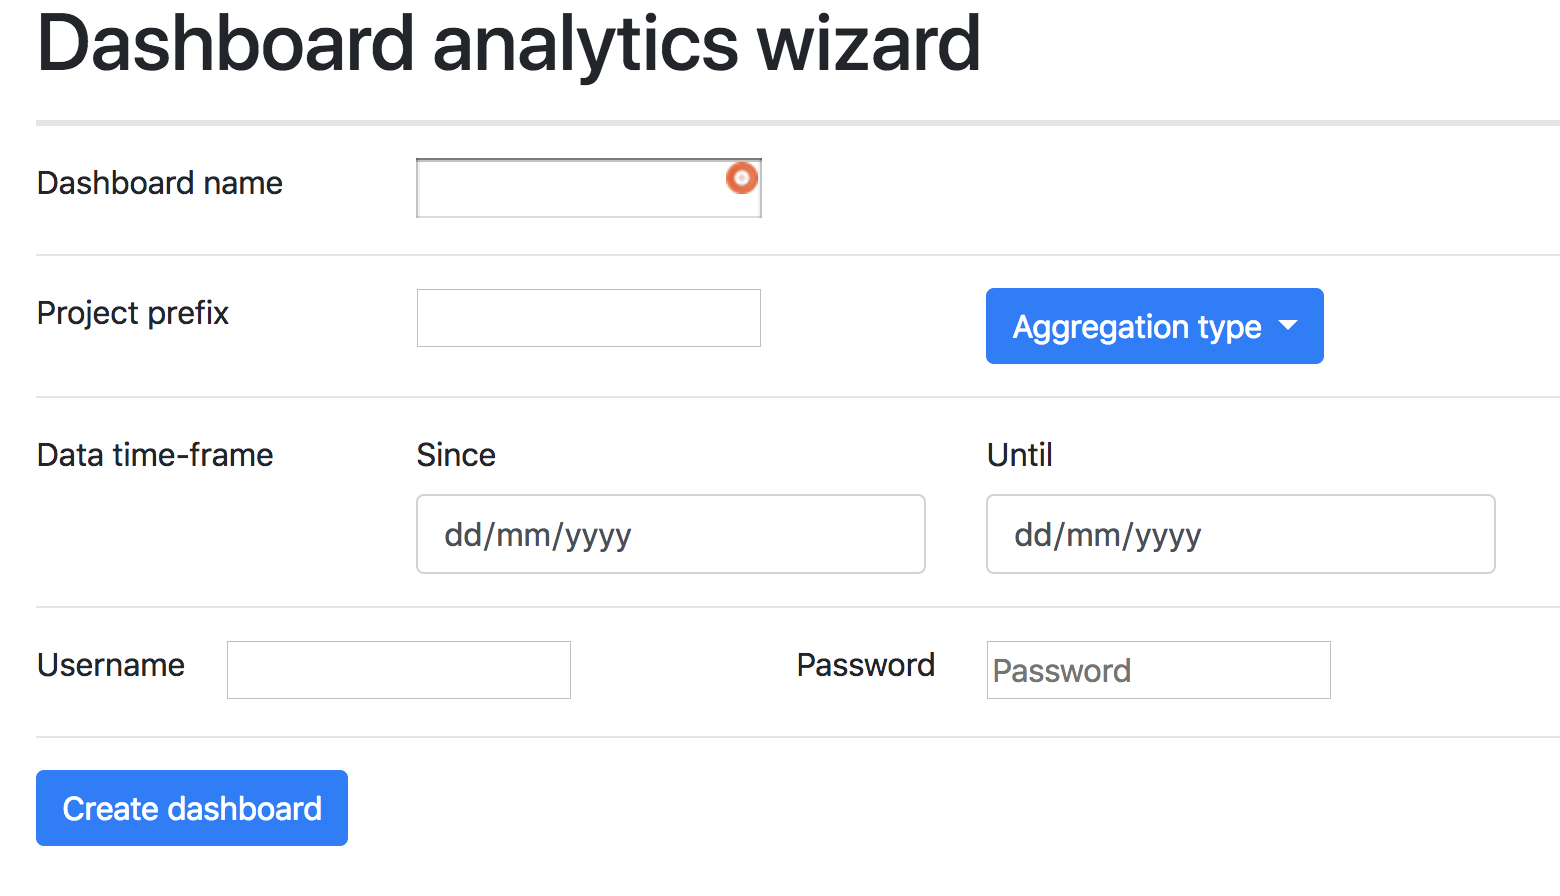 Dashboard analytics wizard
Dashboard name
Project prefix
Aggregation type
Data time-frame
Since
Until
dd/mm/yyyy
dd/mm/yyyy
Username
Password
Password
Create dashboard